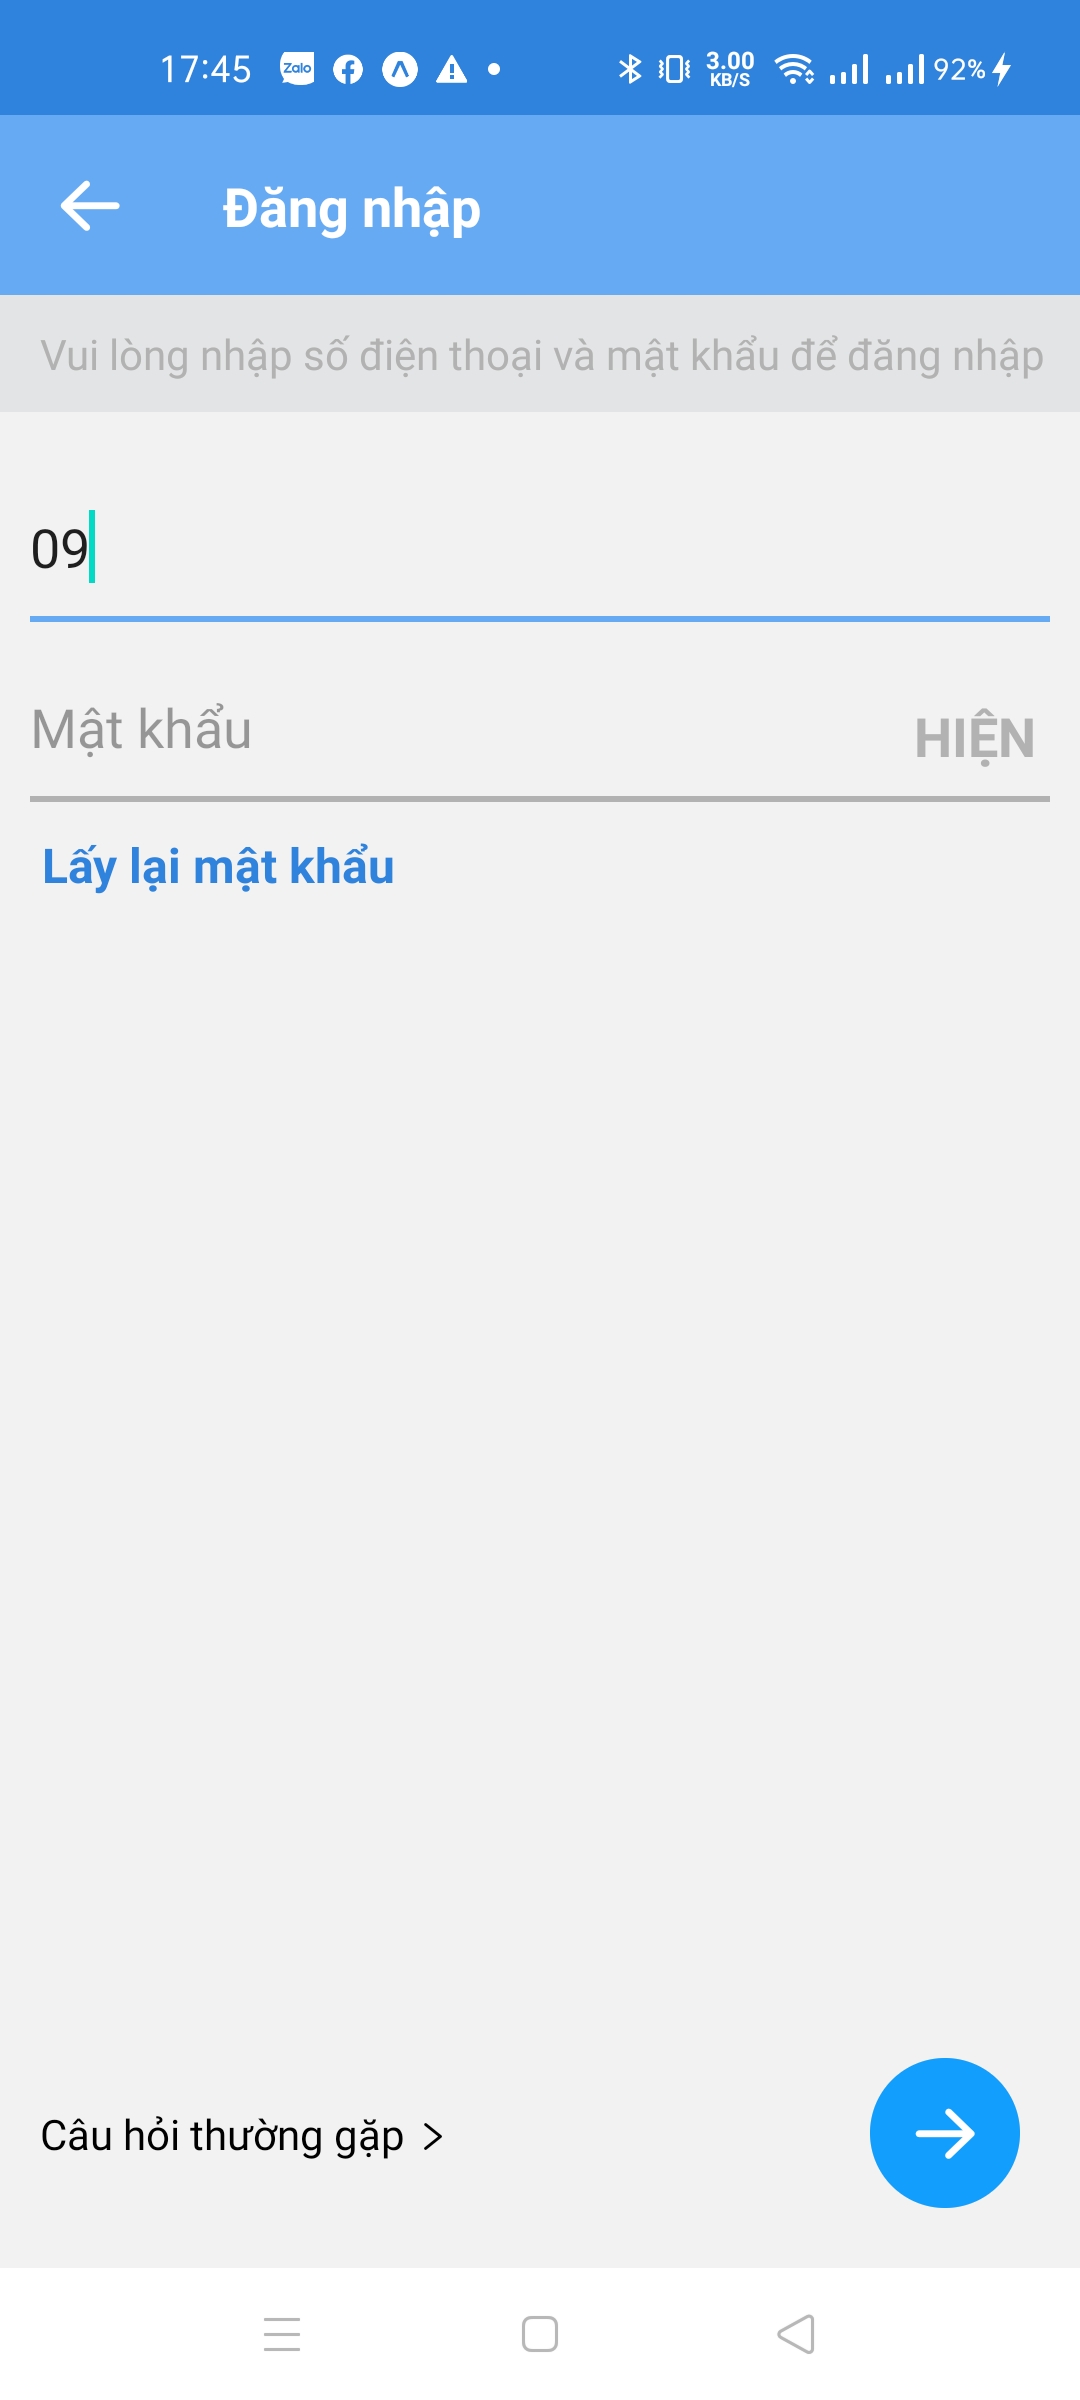 17:45 Zalo 3.00 KB/S 92%
Đăng nhập
Vui lòng nhập số điện thoại và mật khẩu để đăng nhập
09
Mật khẩu HIỆN
Lấy lại mật khẩu
Câu hỏi thường gặp >